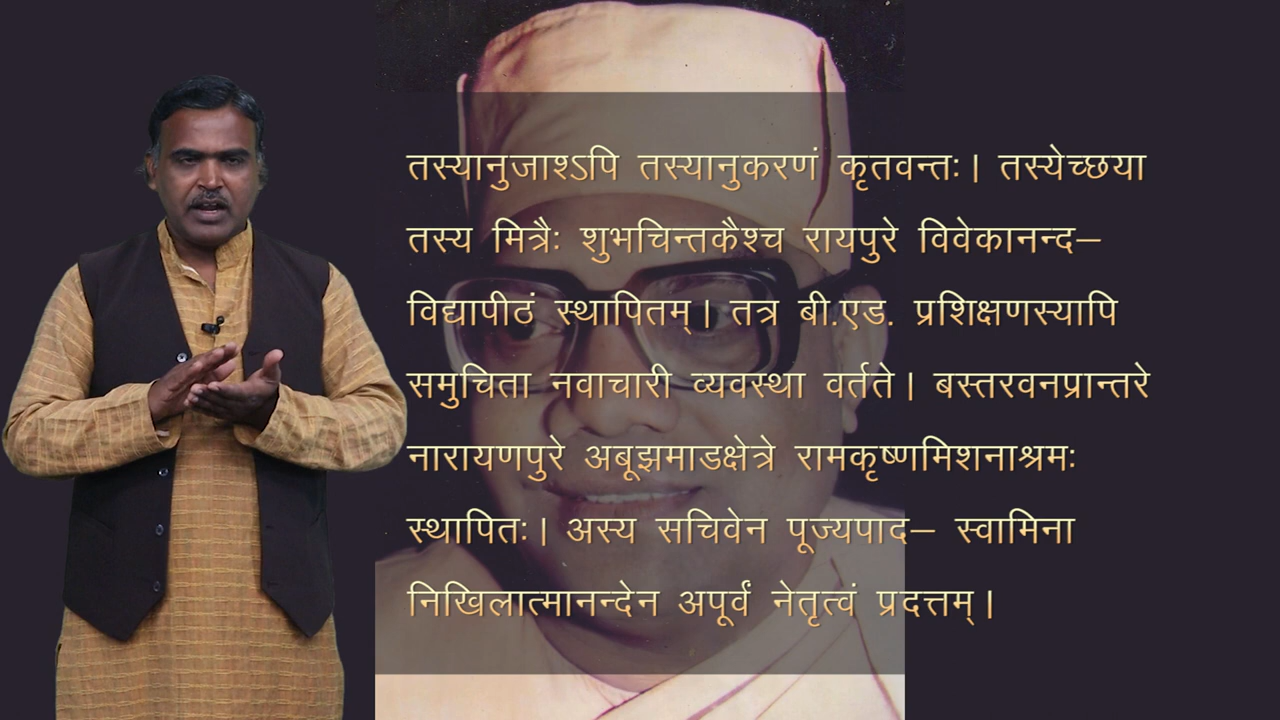 तस्यानुजाश्ऽपि तस्यानुकरणं कृतवन्तः। तस्येच्छया
तस्य मित्रैः शुभचिन्तकैश्च रायपुरे विवेकानन्द–
विद्यापीठं स्थापितम्। तत्र बी.एड. प्रशिक्षणस्यापि
समुचिता नवाचारी व्यवस्था वर्तते। बस्तरवनप्रान्तरे
नारायणपुरे अबूझमाडक्षेत्रे रामकृष्णमिशनाश्रमः
स्थापितः। अस्य सचिवेन पूज्यपाद– स्वामिना
निखिलात्मानन्देन अपूर्वं नेतृत्वं प्रदत्तम्।